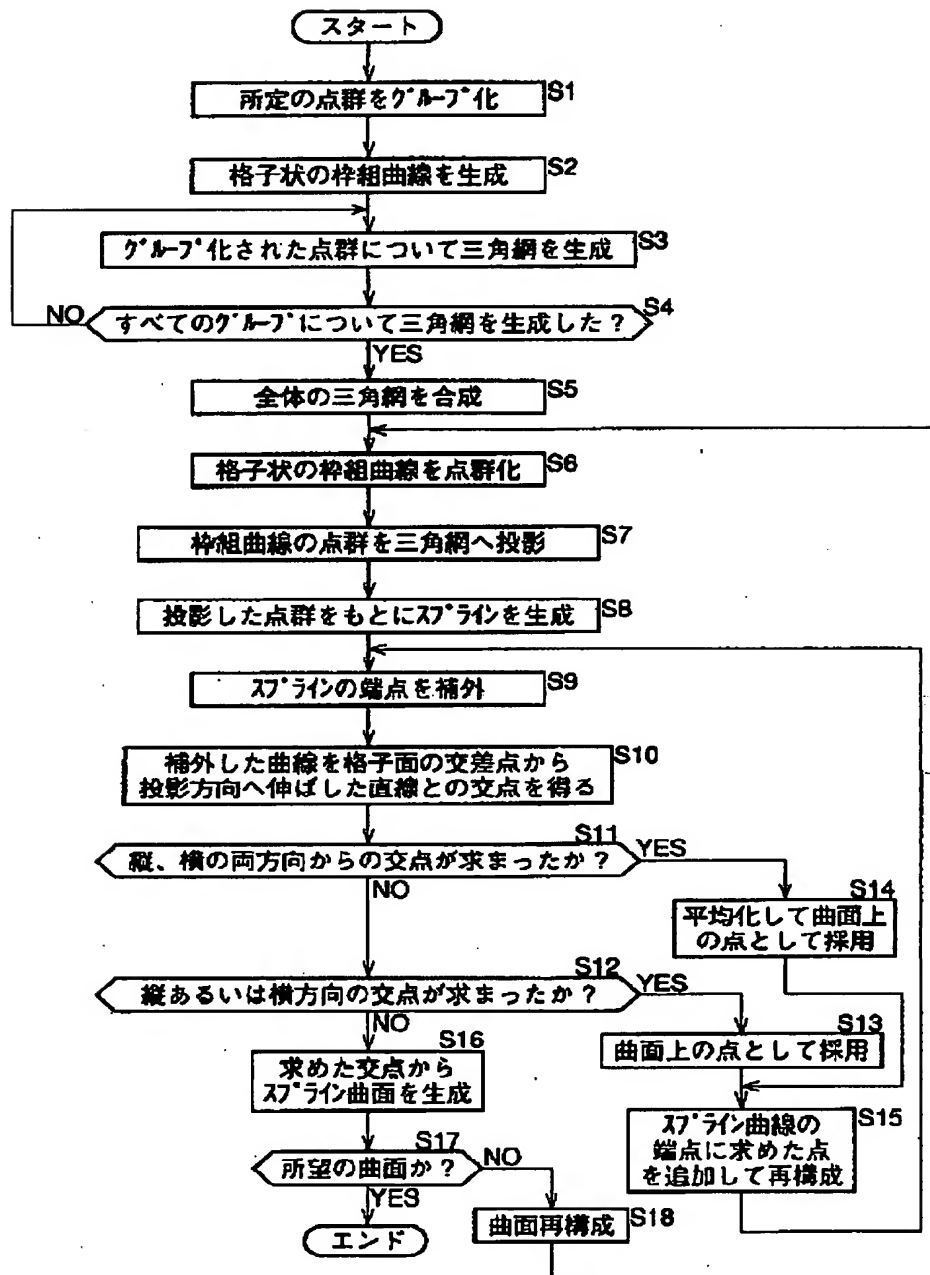 スタート
所定の点群をグループ化 S1
格子状の枠組曲線を生成 S2
グループ化された点群について三角網を生成 S3
すべてのグループについて三角網を生成した? S4
NO
YES
全体の三角網を合成 S5
格子状の枠組曲線を点群化 S6
枠組曲線の点群を三角網へ投影 S7
投影した点群をもとにスプラインを生成 S8
スプラインの端点を補外 S9
補外した曲線を格子面の交差点から
投影方向へ伸ばした直線との交点を得る S10
縦、横の両方向からの交点が求まったか? S11
YES
NO
平均化して曲面上
の点として採用 S14
縦あるいは横方向の交点が求まったか? S12
YES
NO
曲面上の点として採用 S13
求めた交点から
スプライン曲面を生成 S16
スプライン曲線の
端点に求めた点
を追加して再構成 S15
所望の曲面か? S17
NO
YES
曲面再構成 S18
エンド